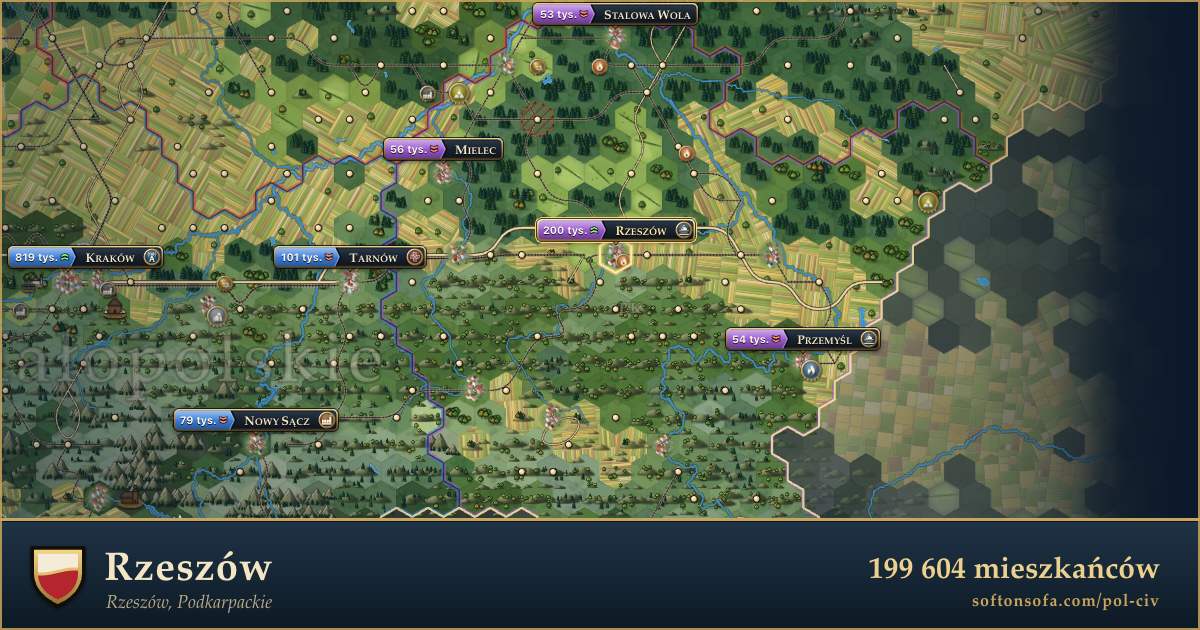 53 tys. STALOWA WOLA
56 tys. MIELEC
200 tys. RZESZÓW
819 tys. KRAKÓW
101 tys. TARNÓW
54 tys. PRZEMYŚL
ałopolskie
79 tys. NOWY SĄCZ
Rzeszów
Rzeszów, Podkarpackie
199 604 mieszkańców
softonsofa.com/pol-civ